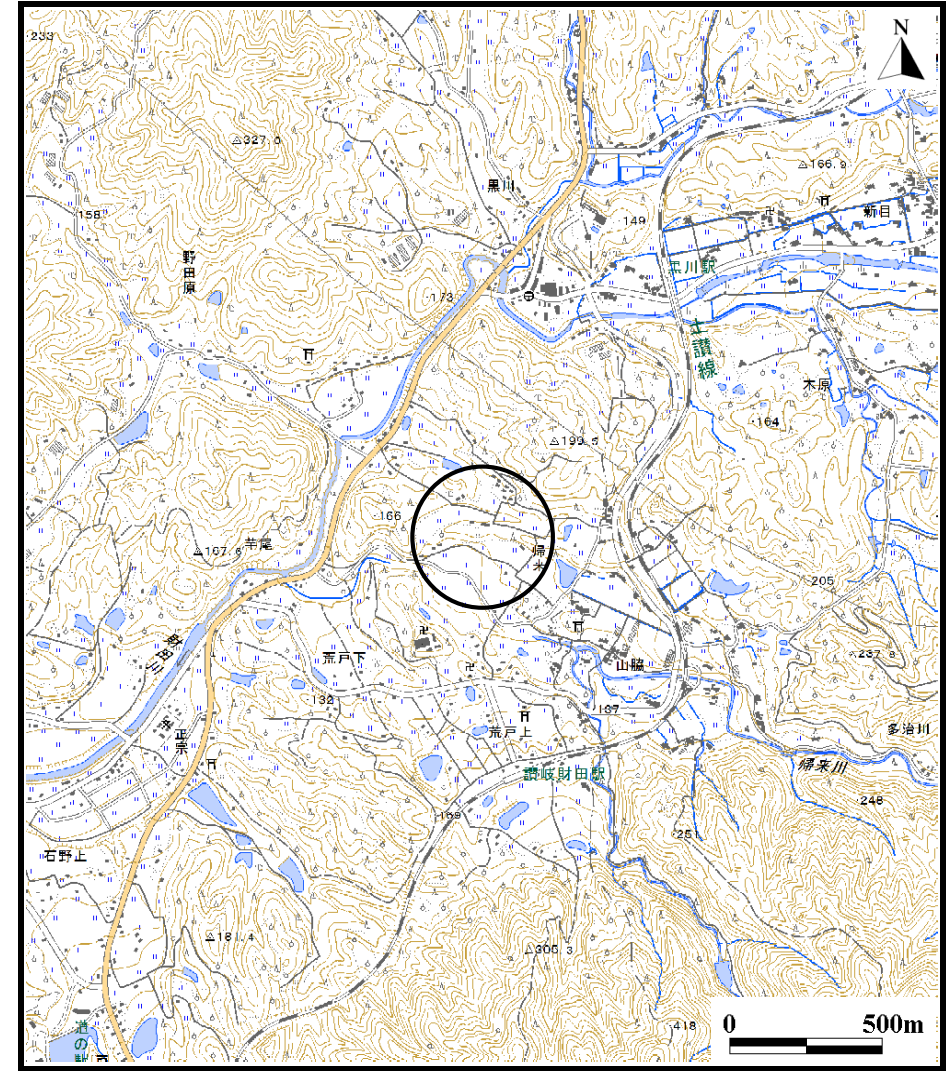 233
N
327.6
166.9
黒川
新目
158
149
野田原
黒川駅
173
土讃線
木原
164
199.5
166
帰来
167.6
芋尾
205
財田川
荒戸下
山脇
237.8
132
167
荒戸上
多治川
正宗
帰来川
讃岐財田駅
248
169
251
石野上
181.4
305.3
道の駅
418
0 500m